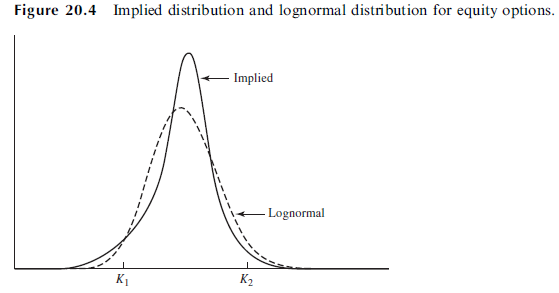 Figure 20.4 Implied distribution and lognormal distribution for equity options.
Implied
Lognormal
K1
K2